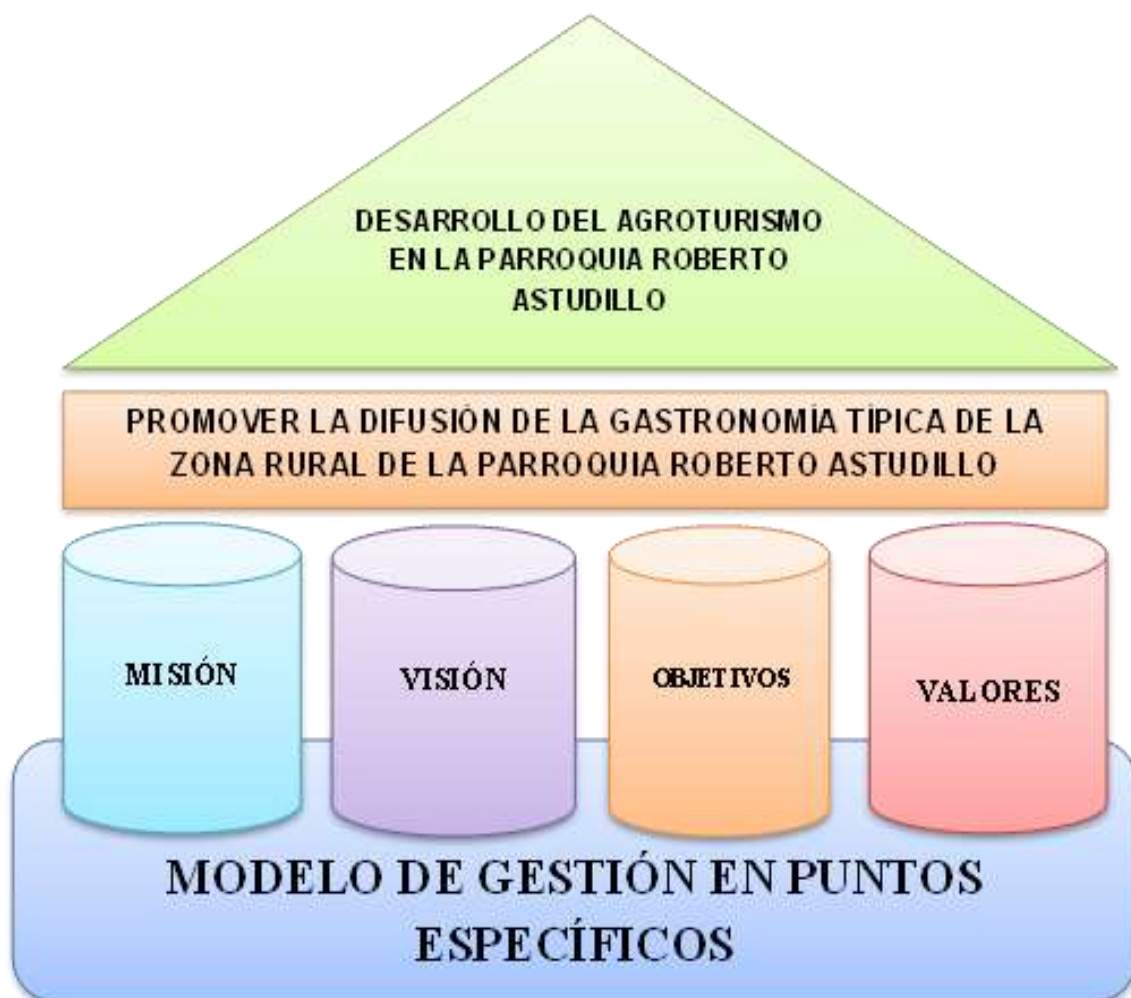 DESARROLLO DEL AGROTURISMO
EN LA PARROQUIA ROBERTO
ASTUDILLO
PROMOVER LA DIFUSIÓN DE LA GASTRONOMÍA TÍPICA DE LA
ZONA RURAL DE LA PARROQUIA ROBERTO ASTUDILLO
MISIÓN
VISIÓN
OBJETIVOS
VALORES
MODELO DE GESTIÓN EN PUNTOS
ESPECÍFICOS